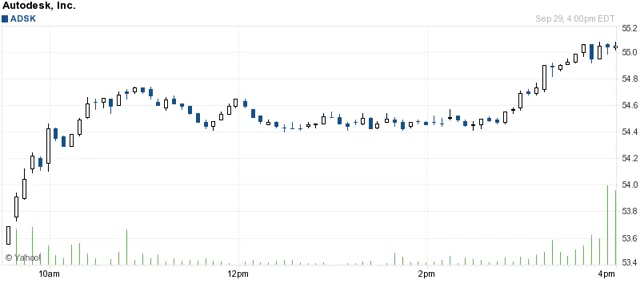 Autodesk, Inc.
ADSK Sep 29, 4:00pm EDT
55.2
55.0
54.8
54.6
54.4
54.2
54.0
53.8
53.6
© Yahoo!
53.4
10am 12pm 2pm 4pm